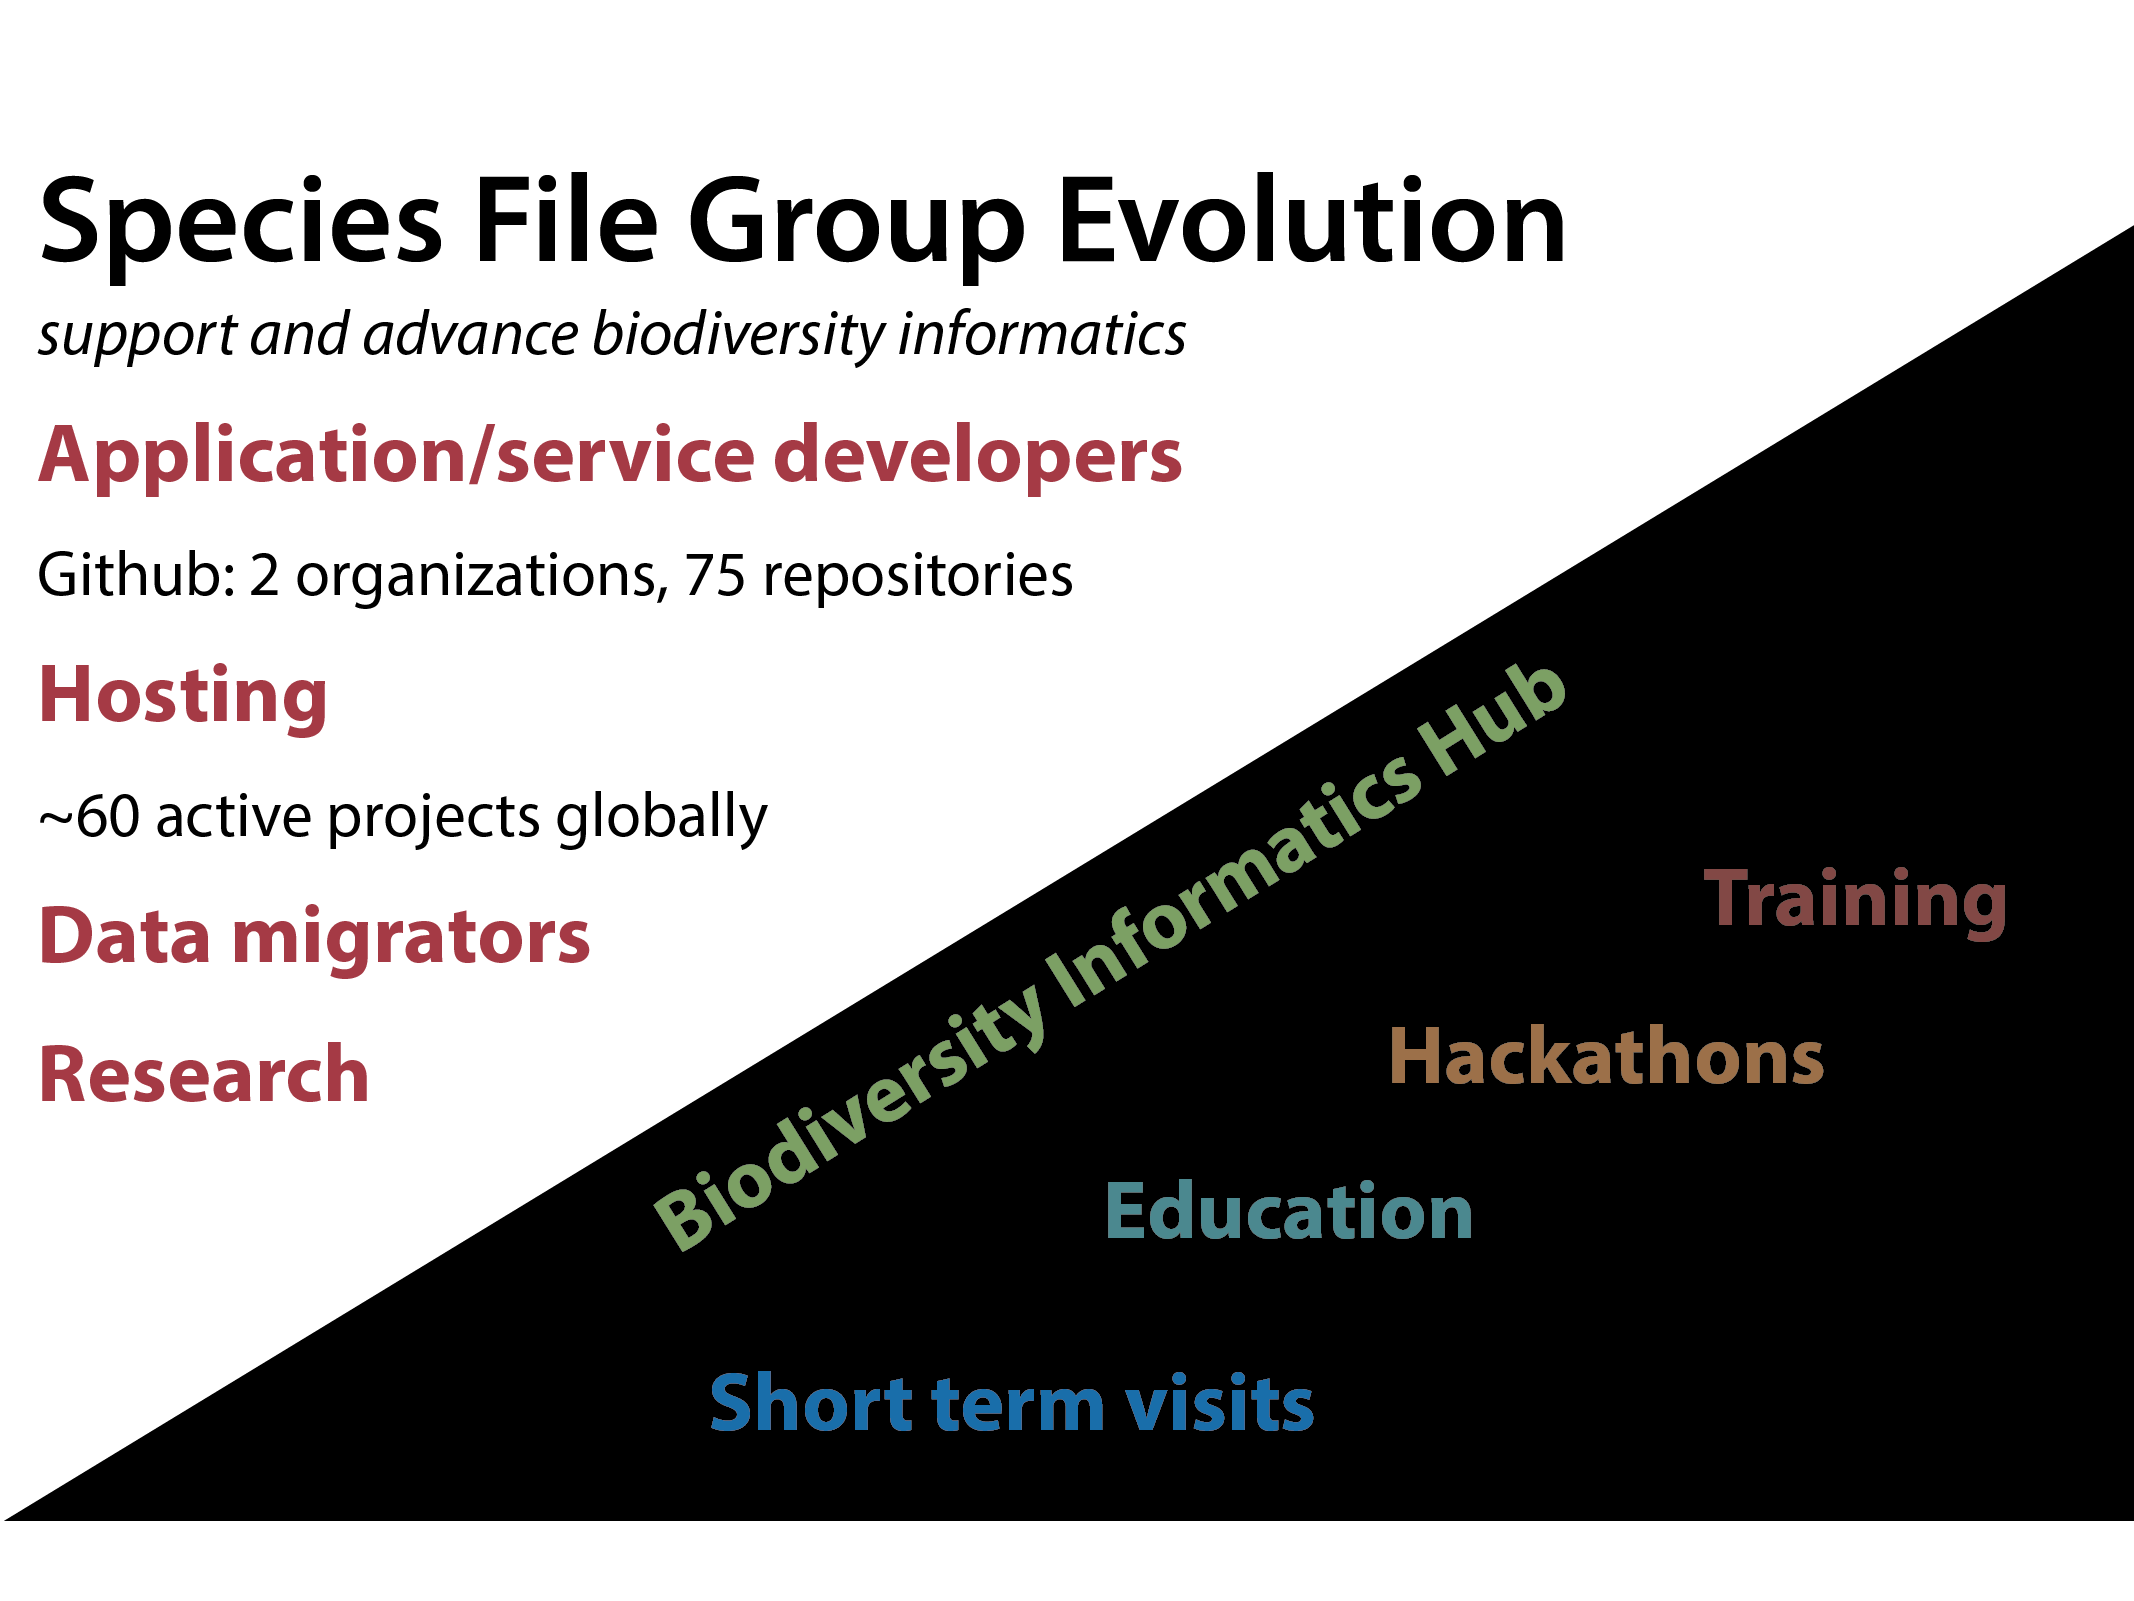 Species File Group Evolution
support and advance biodiversity informatics
Application/service developers
Github: 2 organizations, 75 repositories
Hosting
~60 active projects globally
Data migrators
Research
Biodiversity Informatics Hub
Training
Hackathons
Education
Short term visits